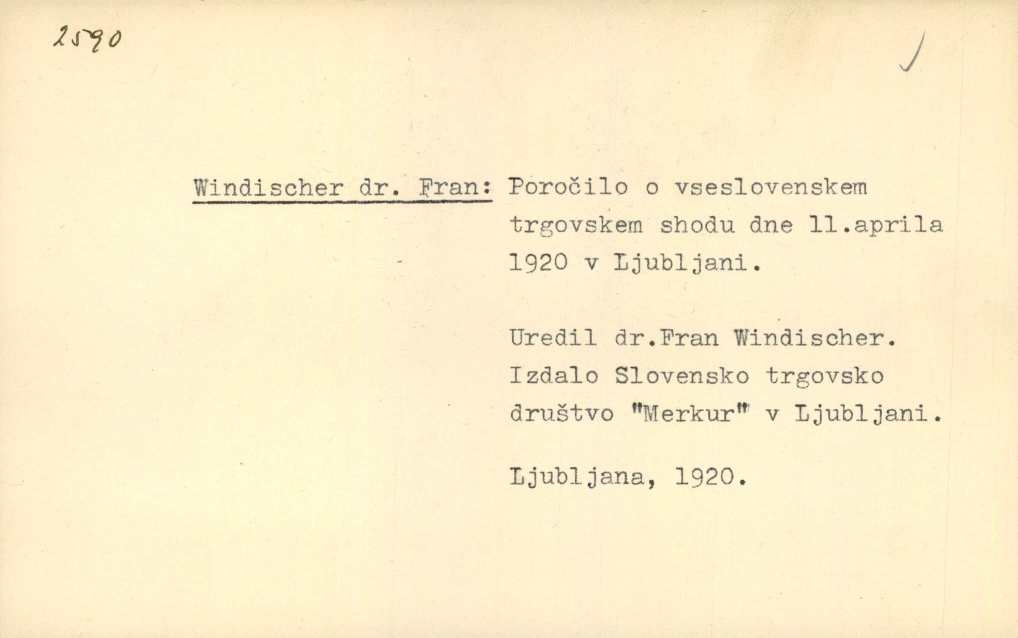 2590
Windischer dr. Fran: Poročilo o vseslovenskem
trgovskem shodu dne 11.aprila
1920 v Ljubljani.
Uredil dr.Fran Windischer.
Izdalo Slovensko trgovsko
društvo "Merkur" v Ljubljani.
Ljubljana, 1920.